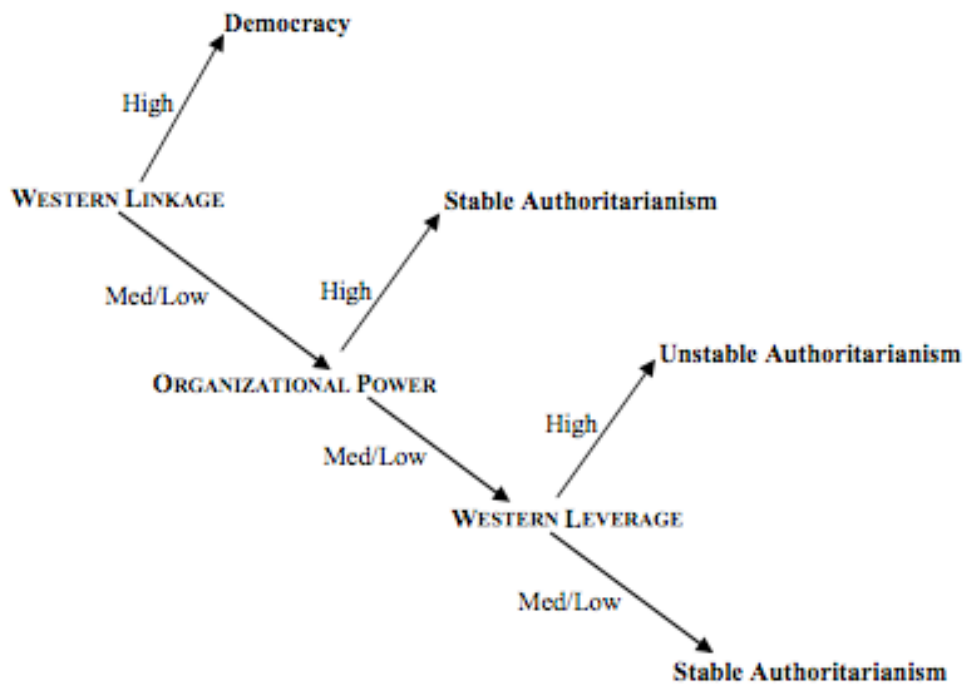 Democracy
High
WESTERN LINKAGE
Stable Authoritarianism
Med/Low
High
Unstable Authoritarianism
ORGANIZATIONAL POWER
High
Med/Low
WESTERN LEVERAGE
Med/Low
Stable Authoritarianism